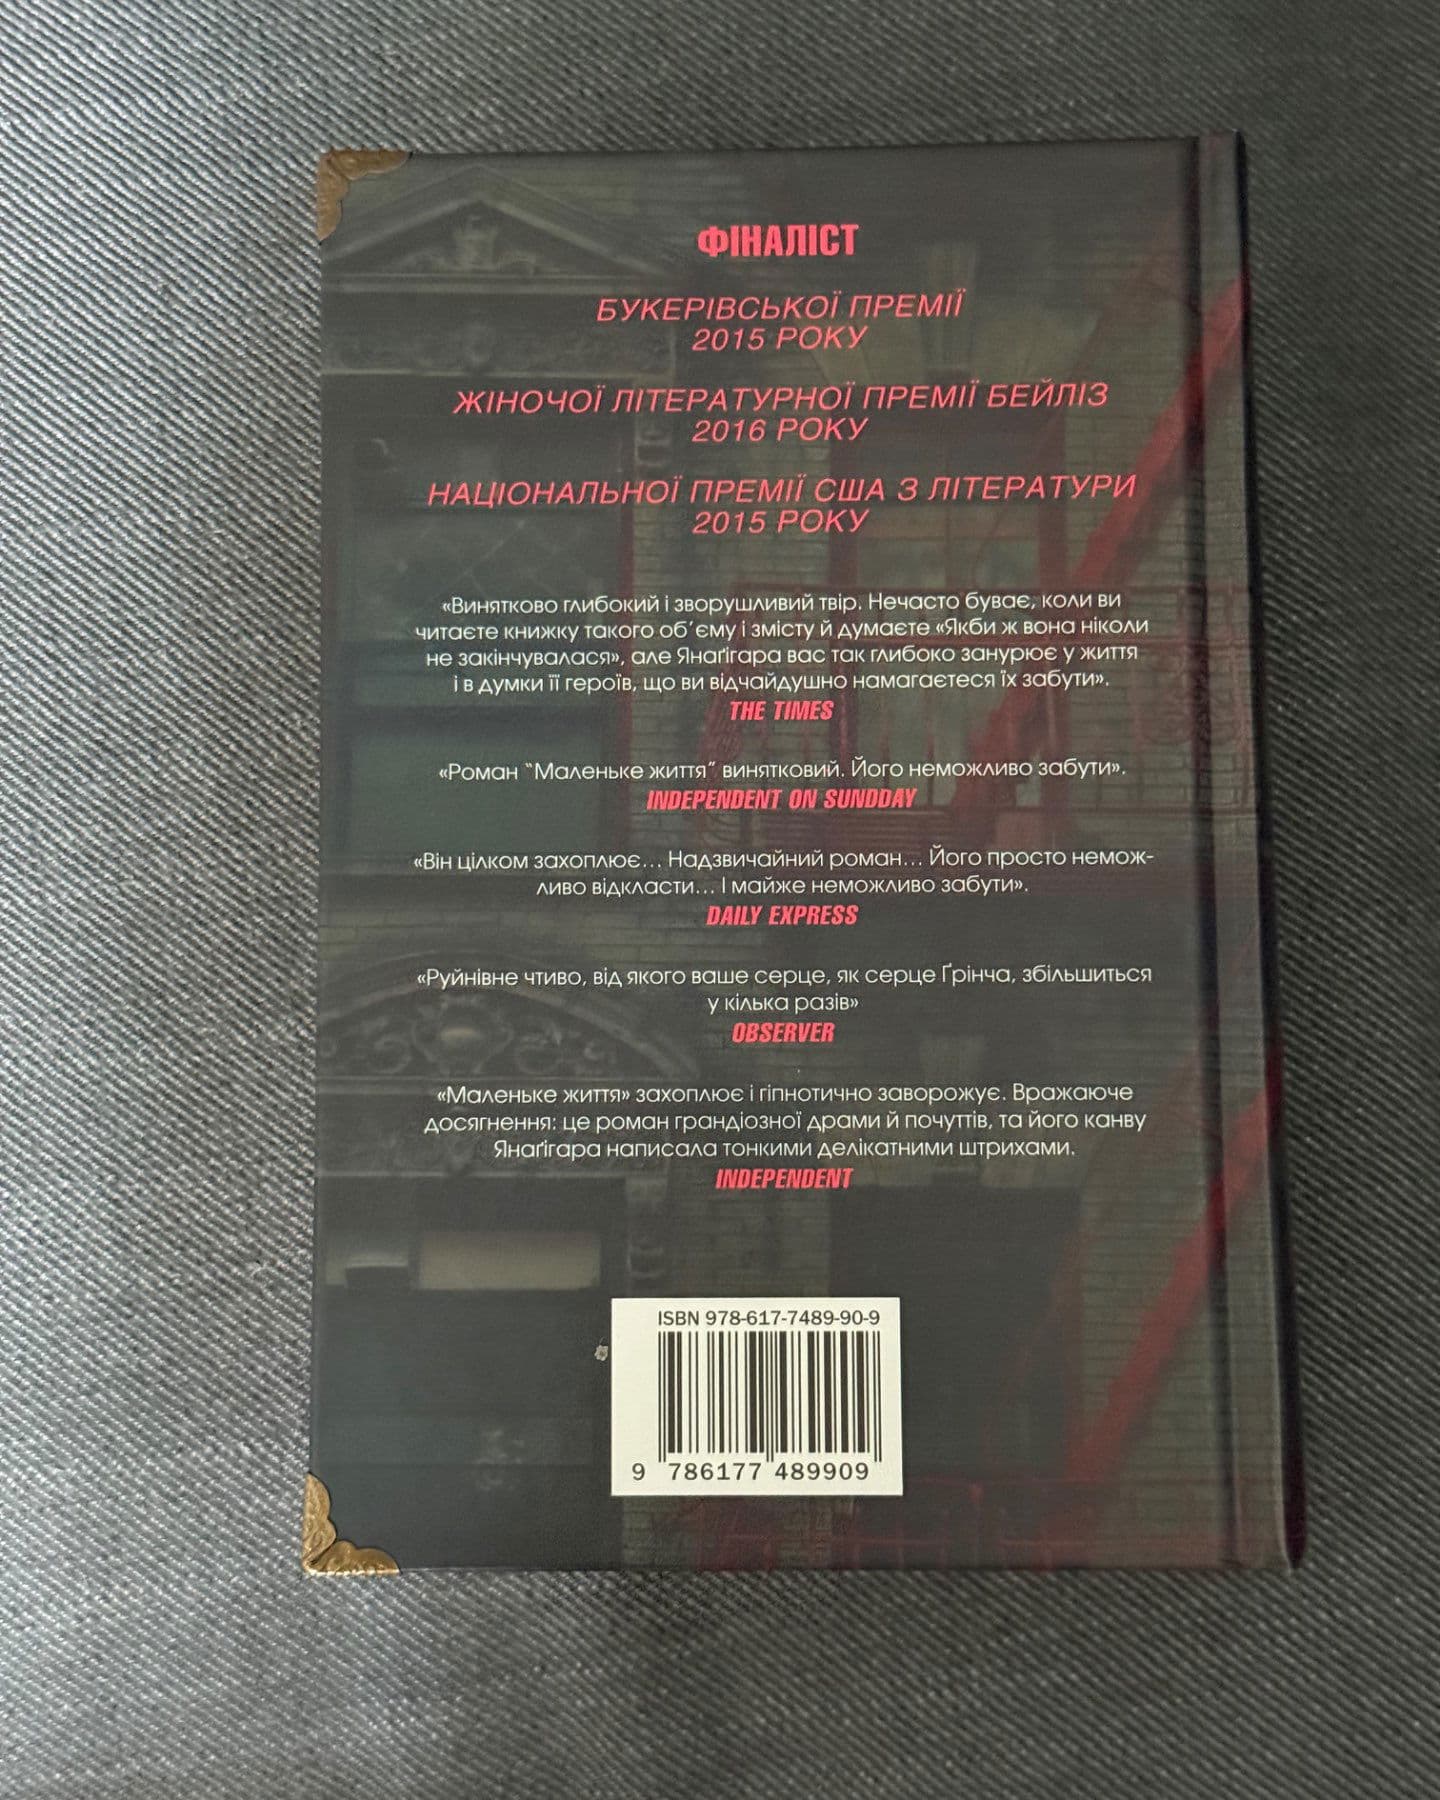 ФІНАЛІСТ
БУКЕРІВСЬКОЇ ПРЕМІЇ
2015 РОКУ
ЖІНОЧОЇ ЛІТЕРАТУРНОЇ ПРЕМІЇ БЕЙЛІЗ
2016 РОКУ
НАЦІОНАЛЬНОЇ ПРЕМІЇ США З ЛІТЕРАТУРИ
2015 РОКУ
«Винятково глибокий і зворушливий твір. Нечасто буває, коли ви
читаєте книжку такого об’єму і змісту й думаєте «Якби ж вона ніколи
не закінчувалася», але Янаґігара вас так глибоко занурює у життя
і в думки її героїв, що ви відчайдушно намагаєтеся їх забути».
THE TIMES
«Роман “Маленьке життя” винятковий. Його неможливо забути».
INDEPENDENT ON SUNDDAY
«Він цілком захоплює... Надзвичайний роман... Його просто немож-
ливо відкласти... І майже неможливо забути».
DAILY EXPRESS
«Руйнівне чтиво, від якого ваше серце, як серце Ґрінча, збільшиться
у кілька разів»
OBSERVER
«Маленьке життя» захоплює і гіпнотично заворожує. Вражаюче
досягнення: це роман грандіозної драми й почуттів, та його канву
Янаґігара написала тонкими делікатними штрихами.
INDEPENDENT
ISBN 978-617-7489-90-9
9 786177 489909